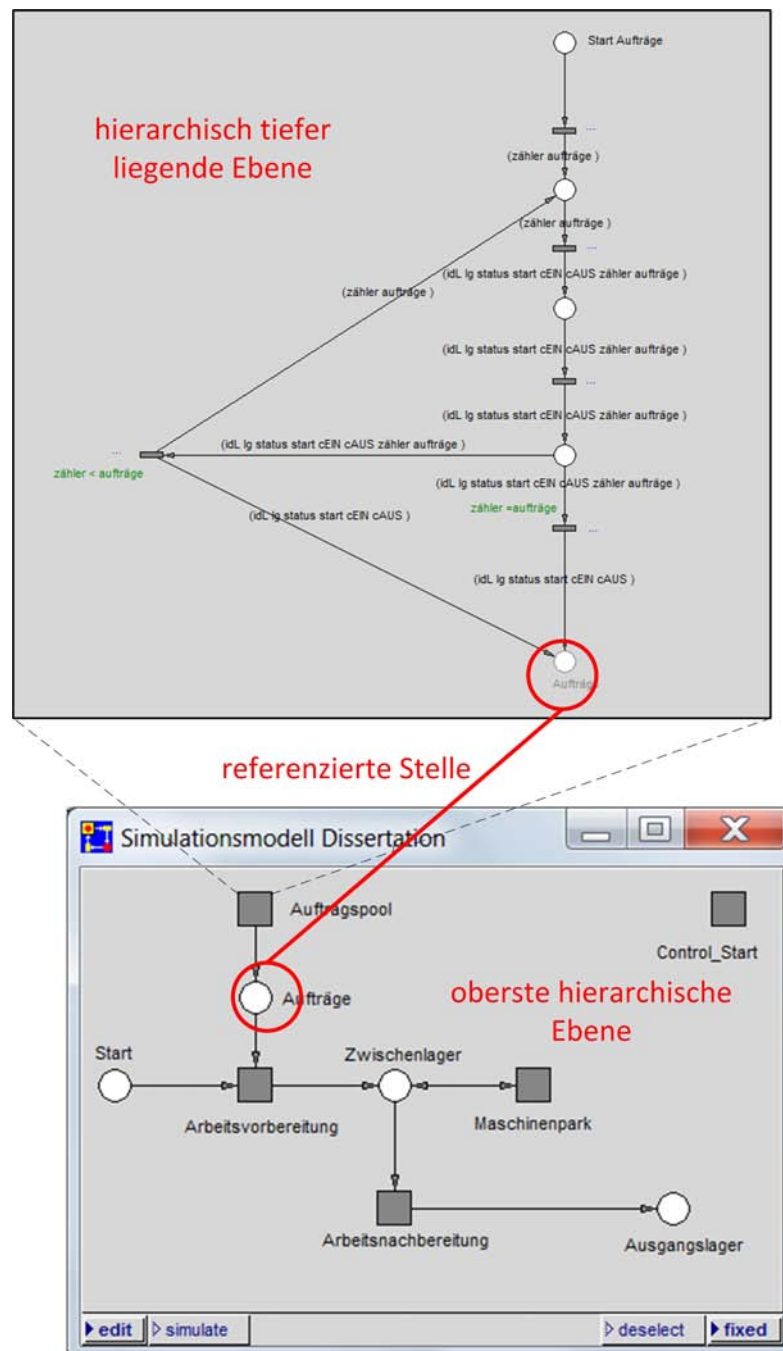 Start Aufträge
hierarchisch tiefer
liegende Ebene
...
(zähler aufträge )
(zähler aufträge )
...
(idL lg status start cEIN cAUS zähler aufträge )
(zähler aufträge )
(idL lg status start cEIN cAUS zähler aufträge )
...
(idL lg status start cEIN cAUS zähler aufträge )
(idL lg status start cEIN cAUS zähler aufträge )
...
zähler < aufträge
(idL lg status start cEIN cAUS zähler aufträge )
zähler =aufträge
(idL lg status start cEIN cAUS )
...
(idL lg status start cEIN cAUS )
Aufträge
referenzierte Stelle
Simulationsmodell Dissertation
Auftragspool
Control_Start
Aufträge
oberste hierarchische
Ebene
Start
Zwischenlager
Arbeitsvorbereitung
Maschinenpark
Arbeitsnachbereitung
Ausgangslager
edit simulate deselect fixed